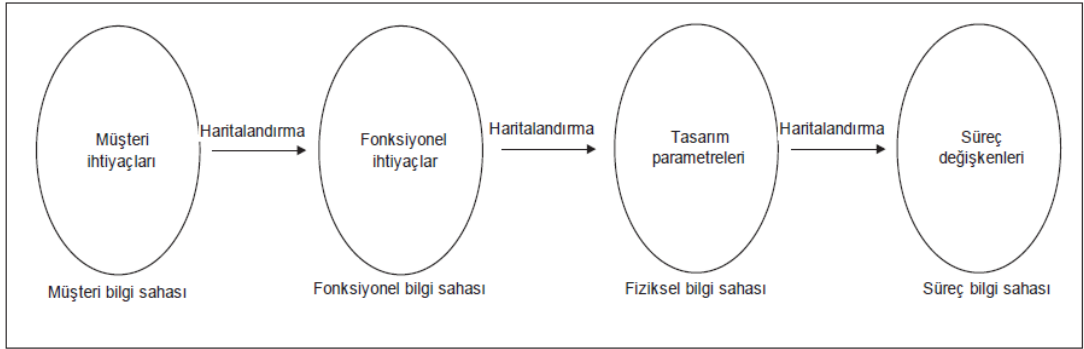 Müşteri
ihtiyaçları
Haritalandırma
Fonksiyonel
ihtiyaçlar
Haritalandırma
Tasarım
parametreleri
Haritalandırma
Süreç
değişkenleri
Müşteri bilgi sahası
Fonksiyonel bilgi sahası
Fiziksel bilgi sahası
Süreç bilgi sahası